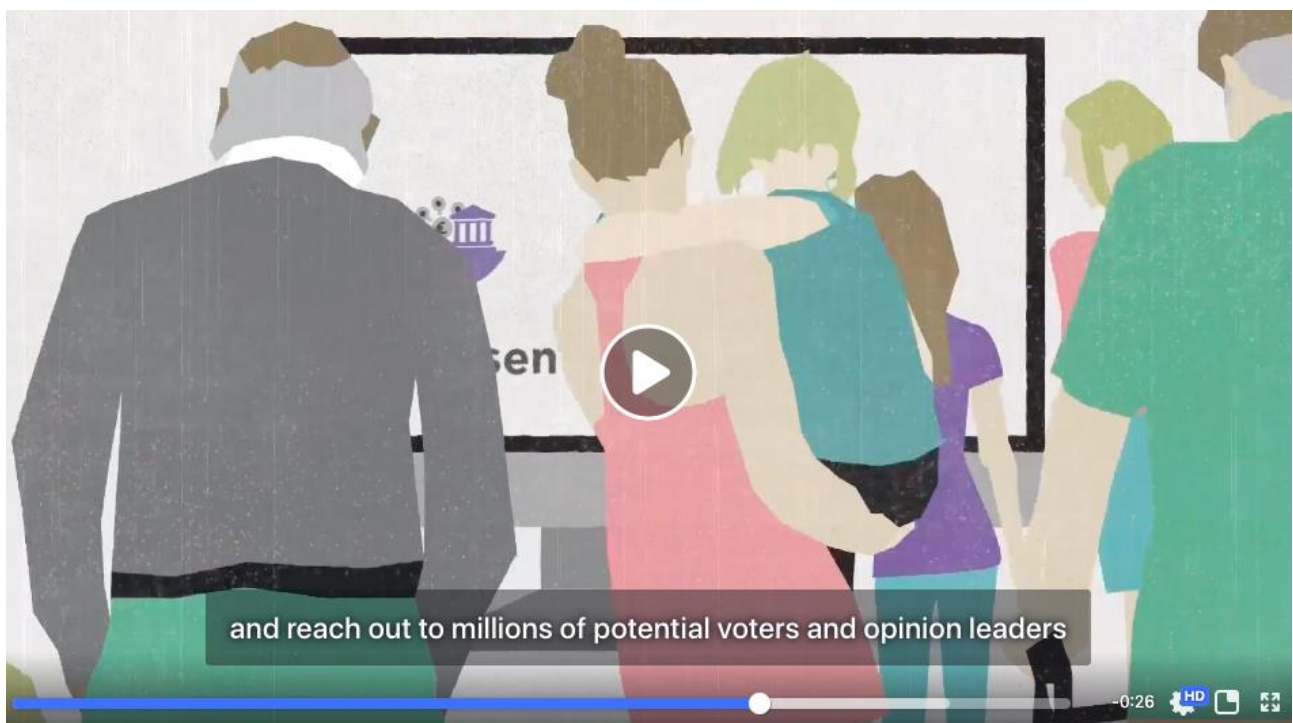 €
sen
and reach out to millions of potential voters and opinion leaders
-0:26
HD